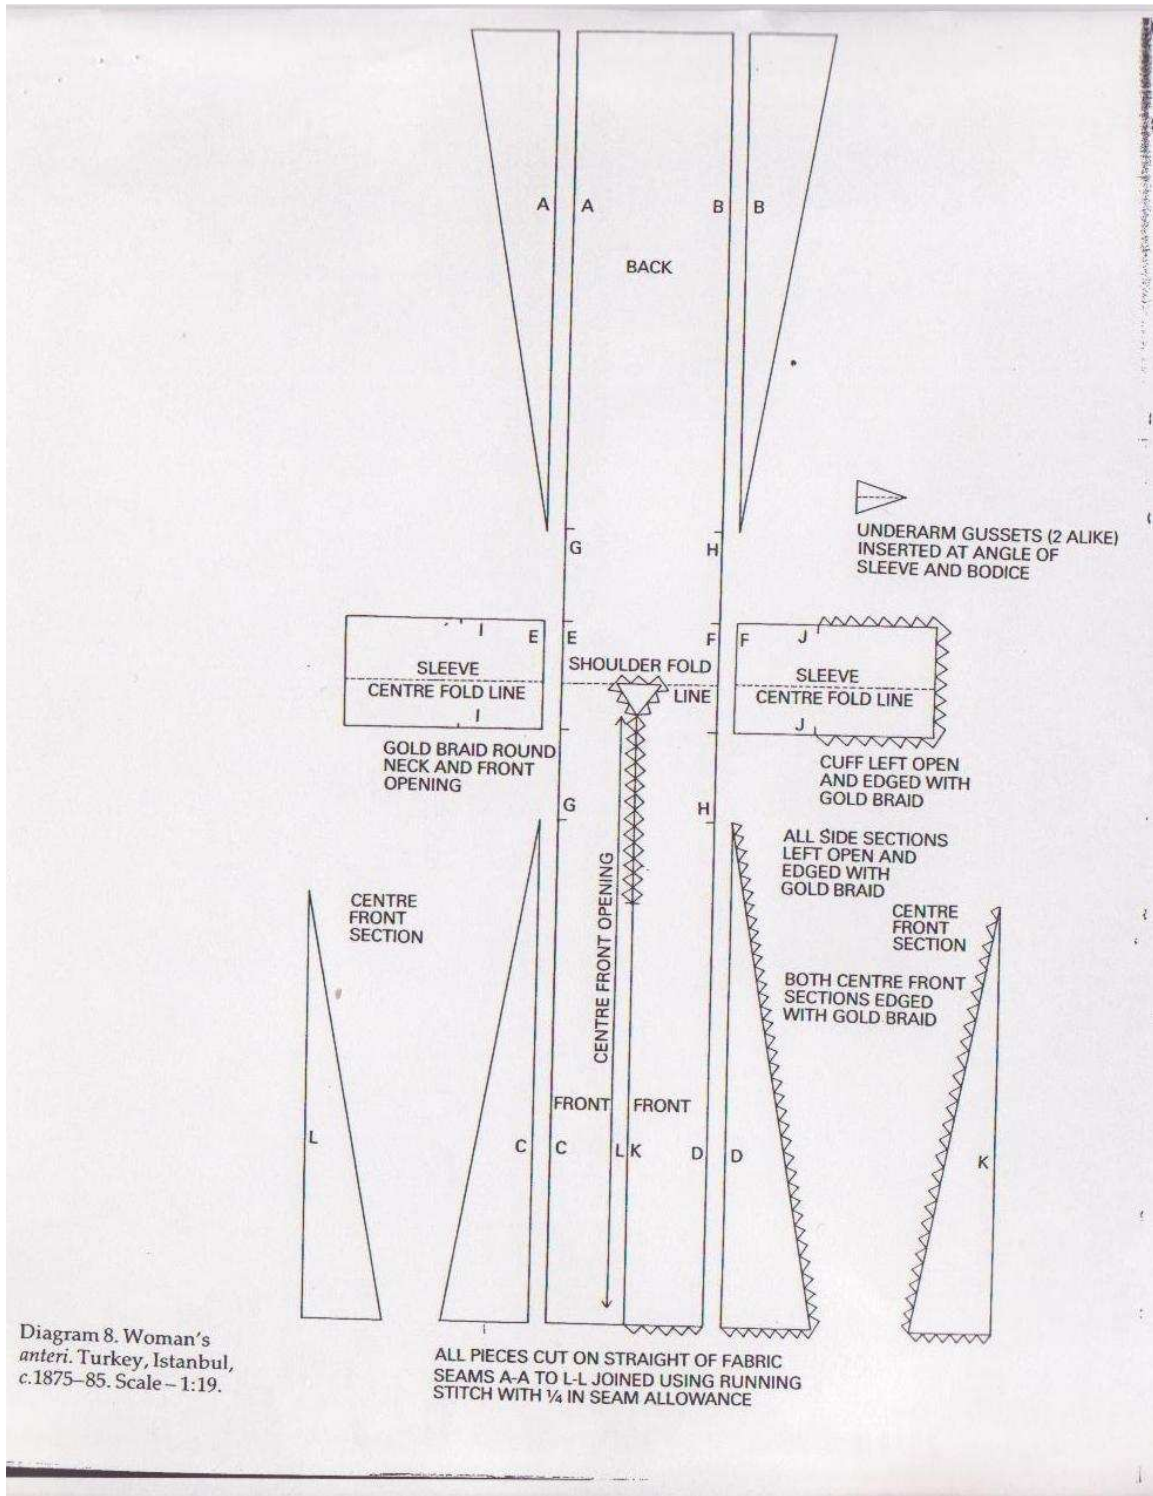 A A B B
BACK
G H
UNDERARM GUSSETS (2 ALIKE)
INSERTED AT ANGLE OF
SLEEVE AND BODICE
I E E F F J
SLEEVE
CENTRE FOLD LINE
I
SHOULDER FOLD
LINE
SLEEVE
CENTRE FOLD LINE
J
GOLD BRAID ROUND
NECK AND FRONT
OPENING
CUFF LEFT OPEN
AND EDGED WITH
GOLD BRAID
G H
ALL SIDE SECTIONS
LEFT OPEN AND
EDGED WITH
GOLD BRAID
CENTRE
FRONT
SECTION
CENTRE FRONT OPENING
CENTRE
FRONT
SECTION
BOTH CENTRE FRONT
SECTIONS EDGED
WITH GOLD BRAID
FRONT FRONT
L C C L K D D K
Diagram 8. Woman's
anteri. Turkey, Istanbul,
c.1875–85. Scale – 1:19.
ALL PIECES CUT ON STRAIGHT OF FABRIC
SEAMS A-A TO L-L JOINED USING RUNNING
STITCH WITH ¼ IN SEAM ALLOWANCE